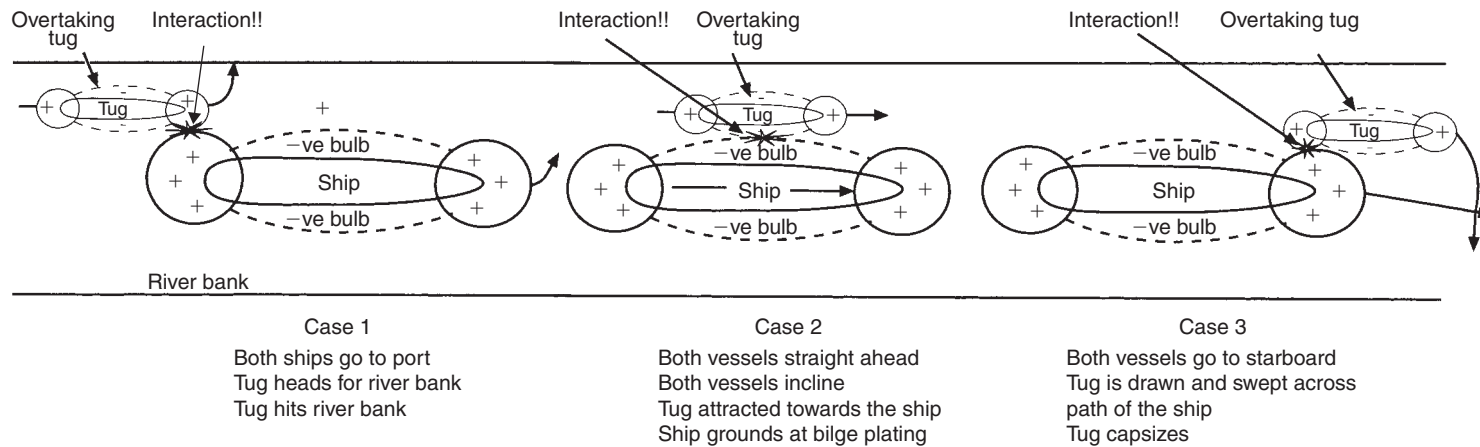 Overtaking
tug
Interaction!!
Tug
+
+
+
−ve bulb
+
+
+
Ship
+
+
+
−ve bulb
River bank
Interaction!!
Overtaking
tug
+
Tug
+
−ve bulb
+
+
+
Ship
+
+
+
−ve bulb
Interaction!!
Overtaking tug
+
Tug
+
−ve bulb
+
+
+
Ship
+
+
+
−ve bulb
Case 1
Both ships go to port
Tug heads for river bank
Tug hits river bank
Case 2
Both vessels straight ahead
Both vessels incline
Tug attracted towards the ship
Ship grounds at bilge plating
Case 3
Both vessels go to starboard
Tug is drawn and swept across
path of the ship
Tug capsizes